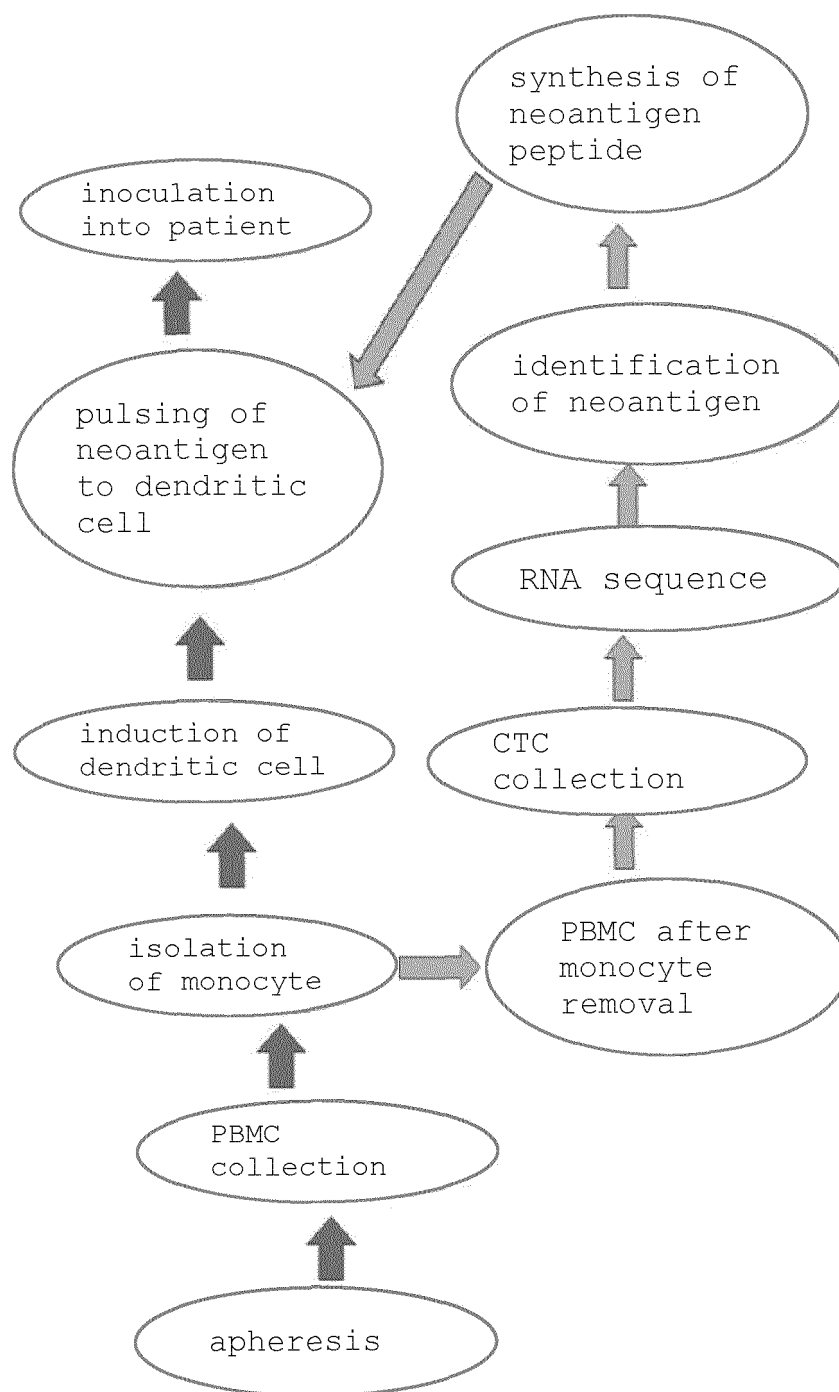 synthesis of
neoantigen
peptide
inoculation
into patient
identification
of neoantigen
pulsing of
neoantigen
to dendritic
cell
RNA sequence
induction of
dendritic cell
CTC
collection
isolation
of monocyte
PBMC after
monocyte
removal
PBMC
collection
apheresis